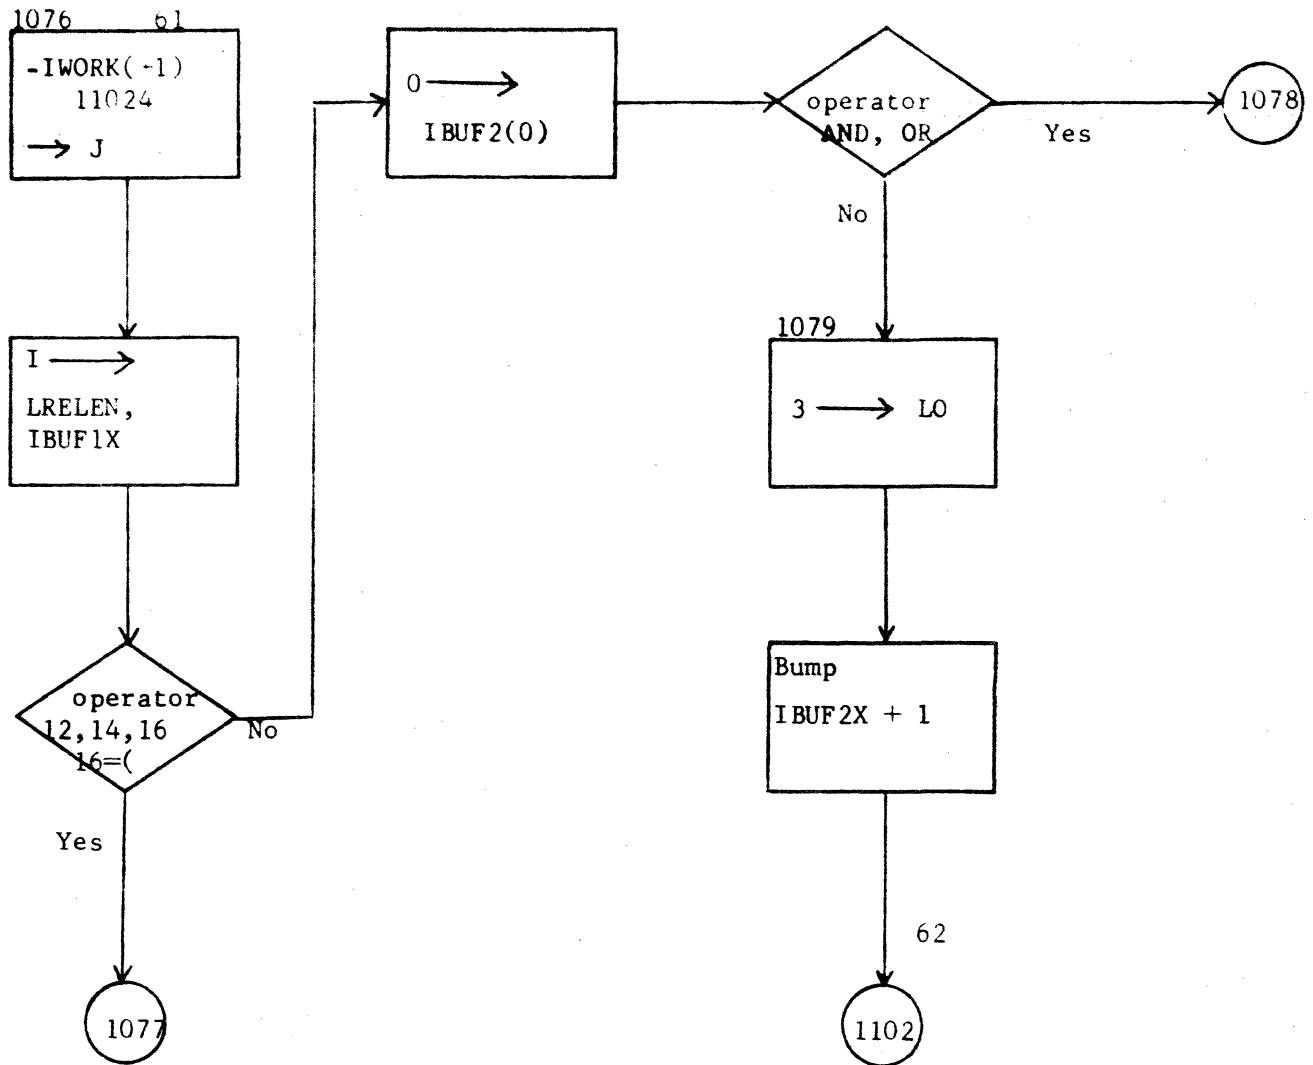 1076 61
-IWORK(-1)
11024
→ J
I →
LRELEN,
IBUF1X
operator
12,14,16
16=(
No
Yes
1077
0 →
IBUF2(0)
operator
AND, OR
Yes
1078
No
1079
3 → LO
Bump
IBUF2X + 1
62
1102